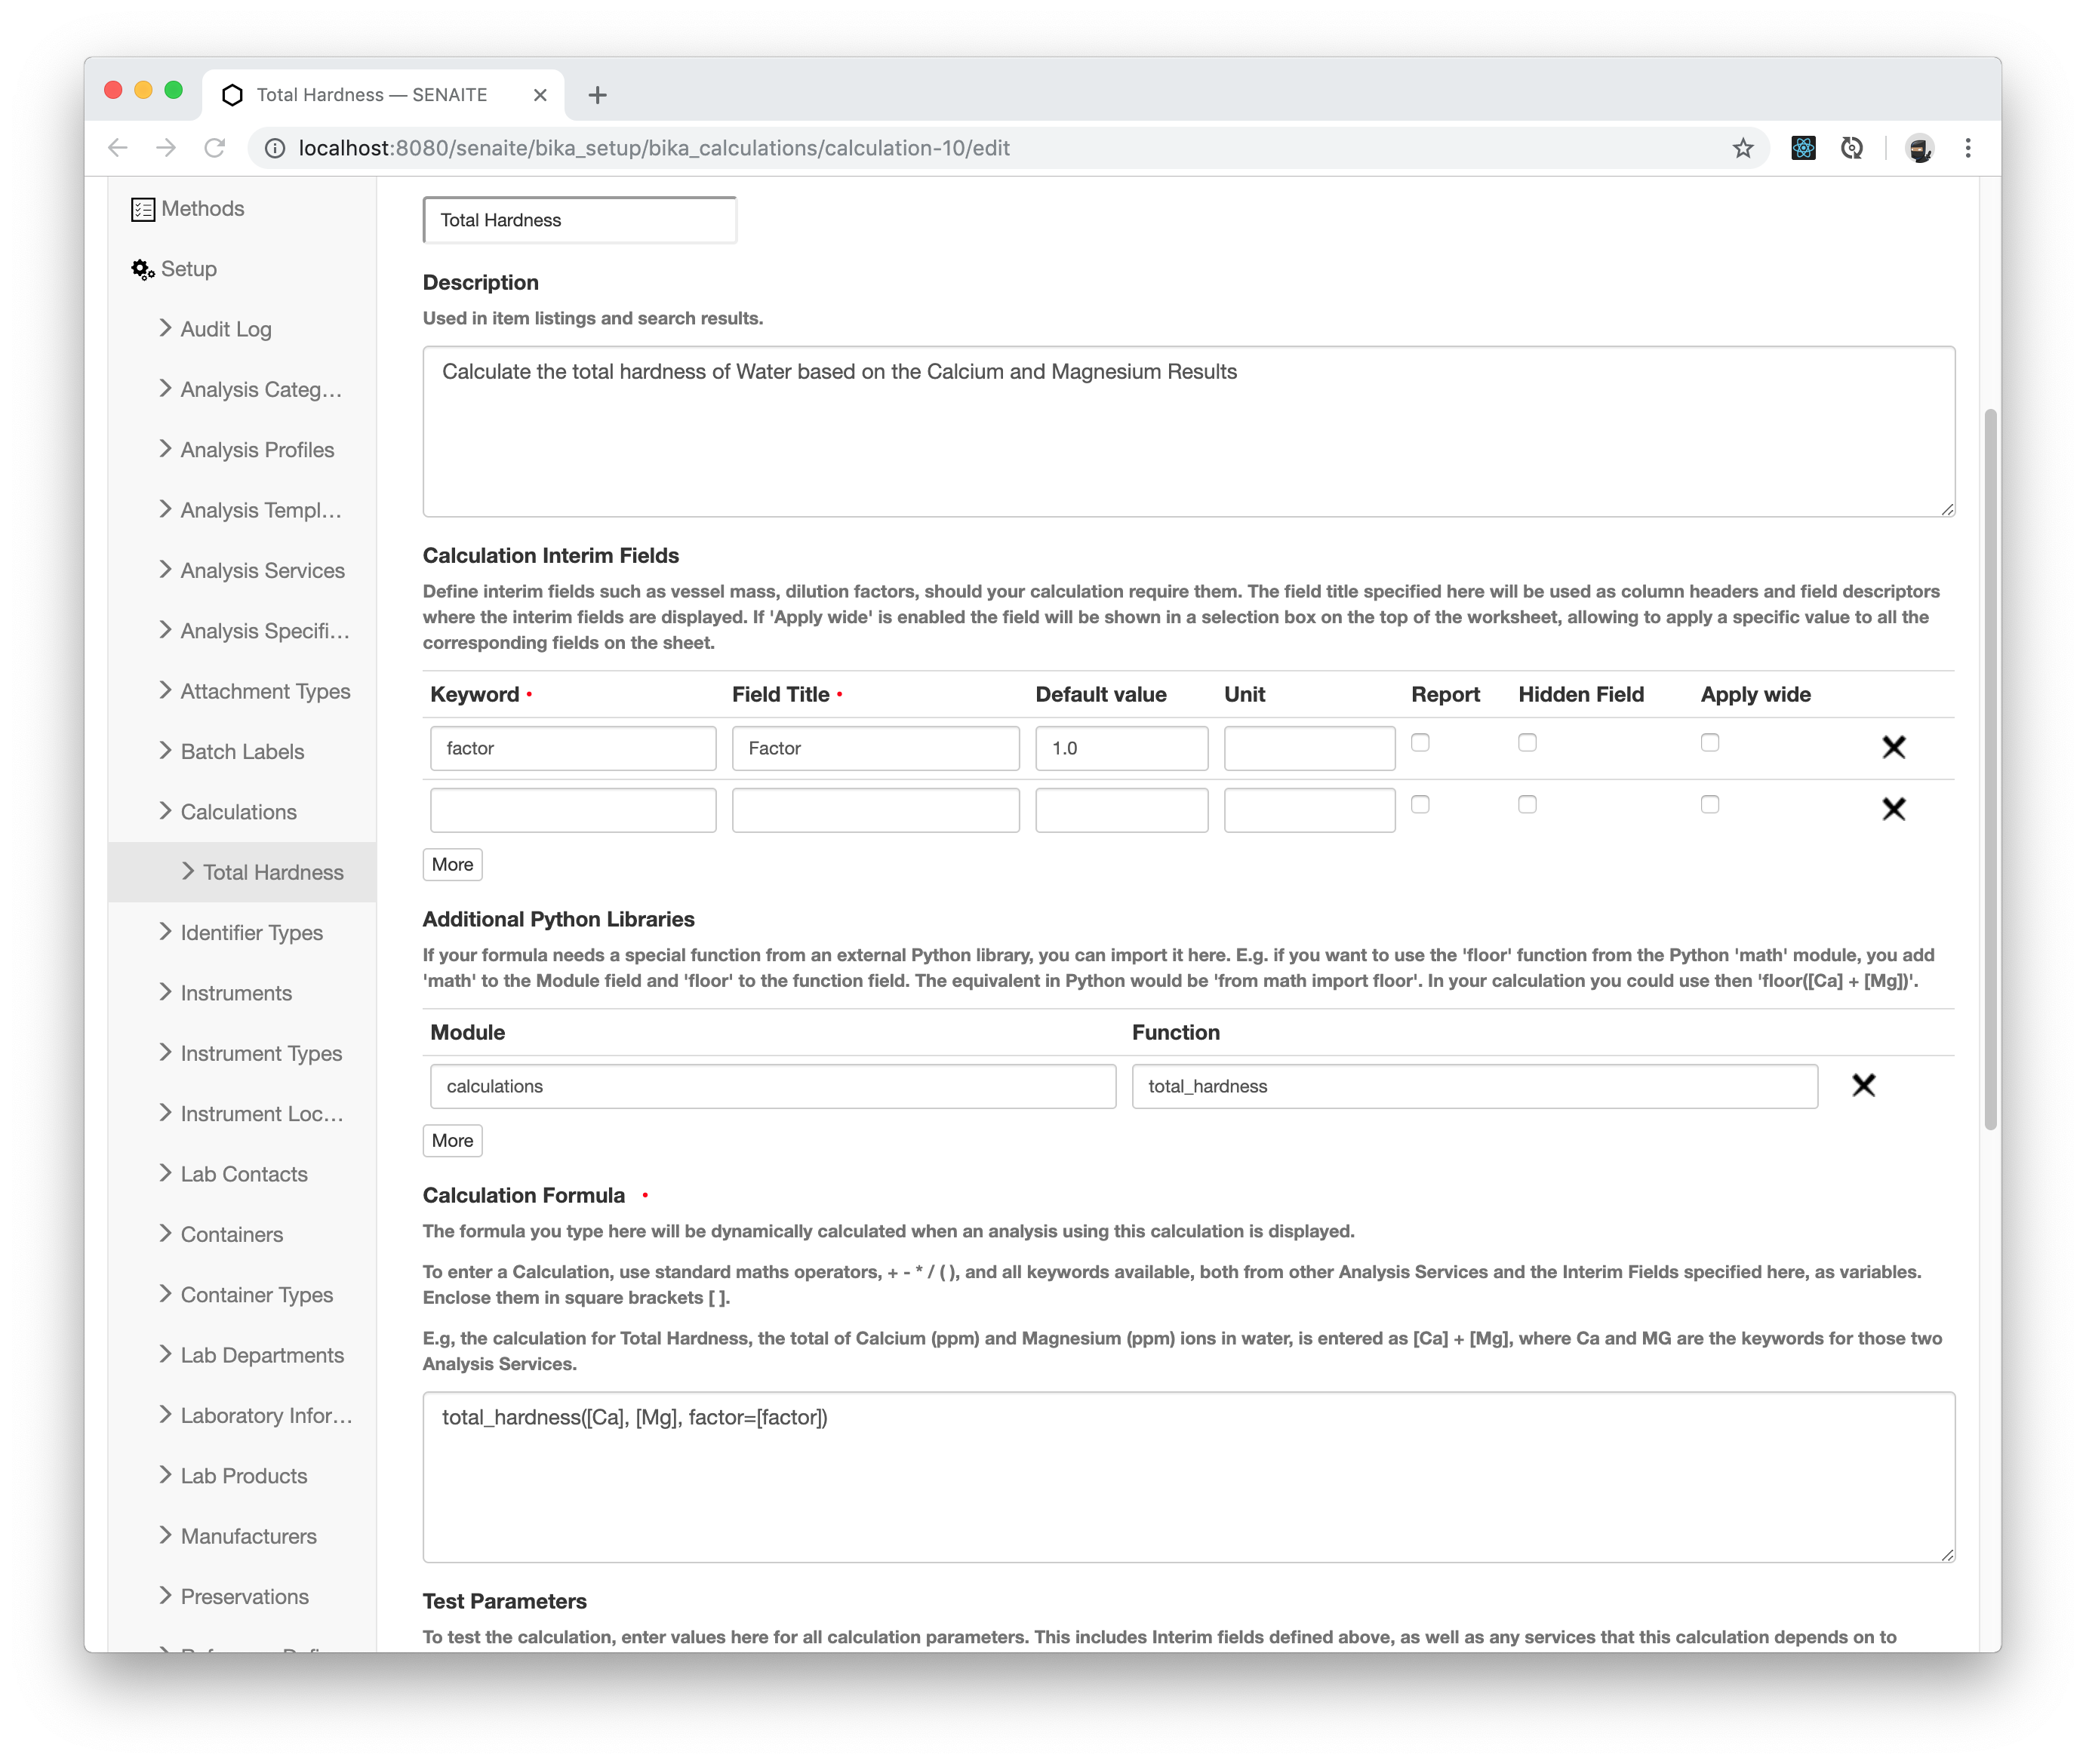 Total Hardness — SENAITE
localhost:8080/senaite/bika_setup/bika_calculations/calculation-10/edit
Methods
Setup
Audit Log
Analysis Categ...
Analysis Profiles
Analysis Templ...
Analysis Services
Analysis Specifi...
Attachment Types
Batch Labels
Calculations
Total Hardness
Identifier Types
Instruments
Instrument Types
Instrument Loc...
Lab Contacts
Containers
Container Types
Lab Departments
Laboratory Infor...
Lab Products
Manufacturers
Preservations
Total Hardness
Description
Used in item listings and search results.
Calculate the total hardness of Water based on the Calcium and Magnesium Results
Calculation Interim Fields
Define interim fields such as vessel mass, dilution factors, should your calculation require them. The field title specified here will be used as column headers and field descriptors
where the interim fields are displayed. If 'Apply wide' is enabled the field will be shown in a selection box on the top of the worksheet, allowing to apply a specific value to all the
corresponding fields on the sheet.
Keyword • Field Title • Default value Unit Report Hidden Field Apply wide
factor Factor 1.0
More
Additional Python Libraries
If your formula needs a special function from an external Python library, you can import it here. E.g. if you want to use the 'floor' function from the Python 'math' module, you add
'math' to the Module field and 'floor' to the function field. The equivalent in Python would be 'from math import floor'. In your calculation you could use then 'floor([Ca] + [Mg])'.
Module Function
calculations total_hardness
More
Calculation Formula •
The formula you type here will be dynamically calculated when an analysis using this calculation is displayed.
To enter a Calculation, use standard maths operators, + - * / ( ), and all keywords available, both from other Analysis Services and the Interim Fields specified here, as variables.
Enclose them in square brackets [ ].
E.g, the calculation for Total Hardness, the total of Calcium (ppm) and Magnesium (ppm) ions in water, is entered as [Ca] + [Mg], where Ca and MG are the keywords for those two
Analysis Services.
total_hardness([Ca], [Mg], factor=[factor])
Test Parameters
To test the calculation, enter values here for all calculation parameters. This includes Interim fields defined above, as well as any services that this calculation depends on to